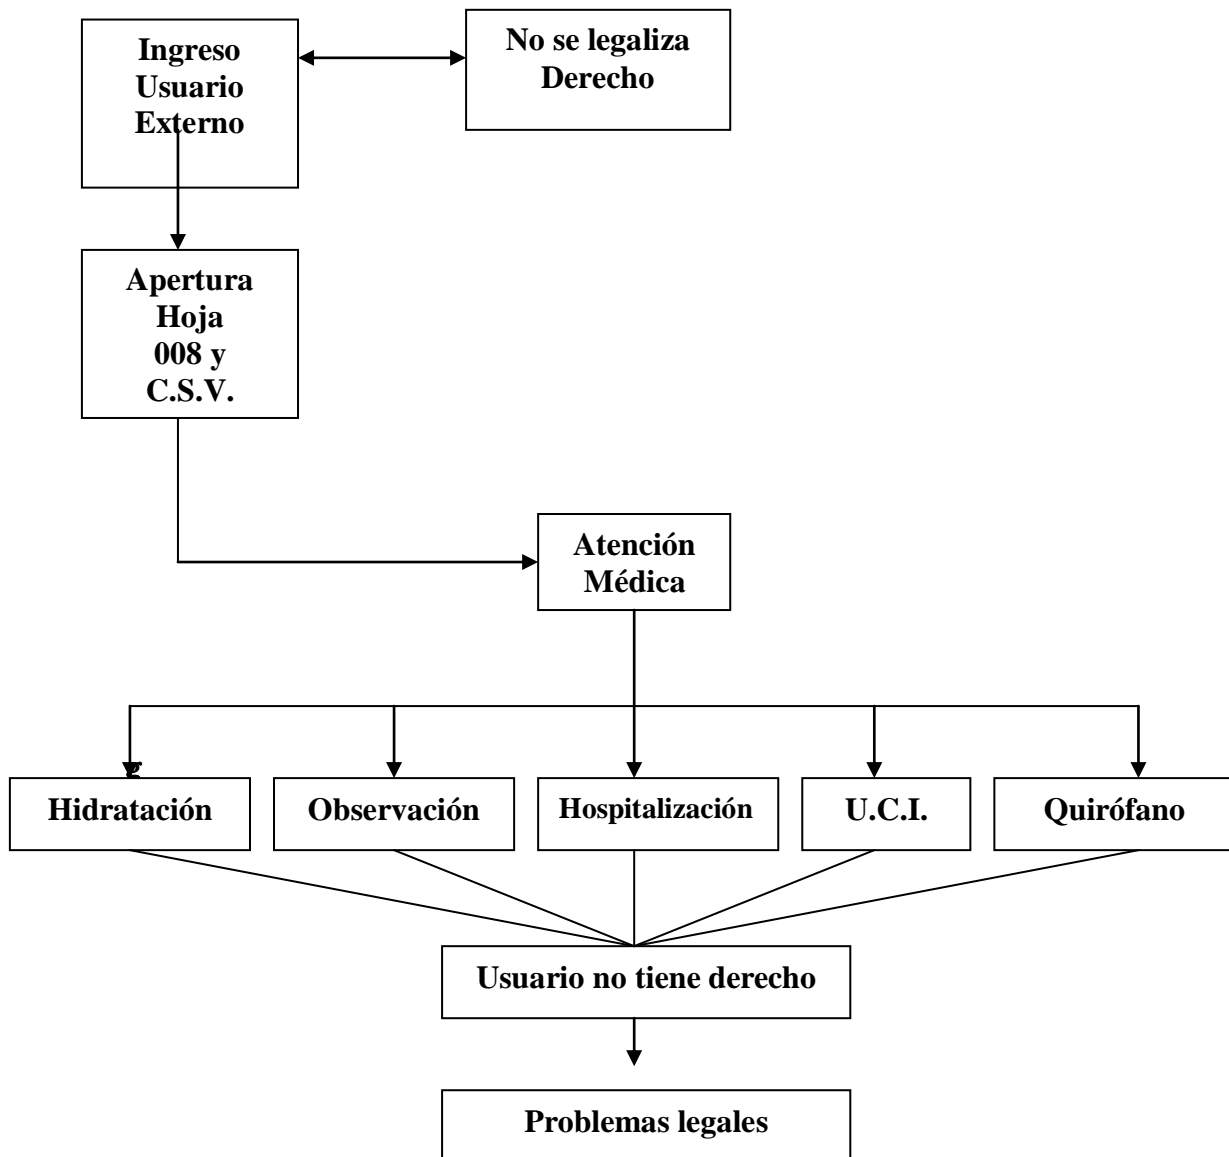 Ingreso
Usuario
Externo
No se legaliza
Derecho
Apertura
Hoja
008 y
C.S.V.
Atención
Médica
Hidratación
Observación
Hospitalización
U.C.I.
Quirófano
Usuario no tiene derecho
Problemas legales